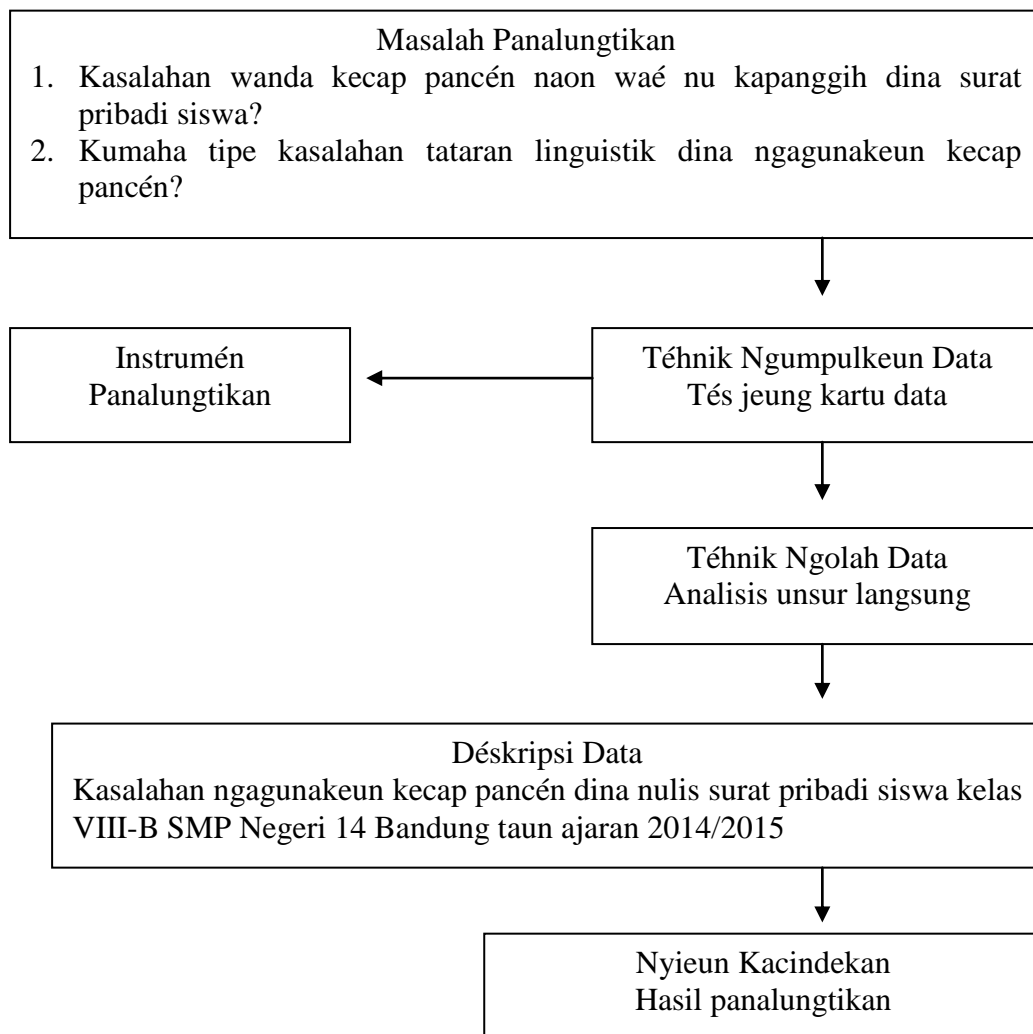 Masalah Panalungtikan
1. Kasalahan wanda kecap pancén naon waé nu kapanggih dina surat
pribadi siswa?
2. Kumaha tipe kasalahan tataran linguistik dina ngagunakeun kecap
pancén?
Instrumén
Panalungtikan
Téhnik Ngumpulkeun Data
Tés jeung kartu data
Téhnik Ngolah Data
Analisis unsur langsung
Déskripsi Data
Kasalahan ngagunakeun kecap pancén dina nulis surat pribadi siswa kelas
VIII-B SMP Negeri 14 Bandung taun ajaran 2014/2015
Nyieun Kacindekan
Hasil panalungtikan